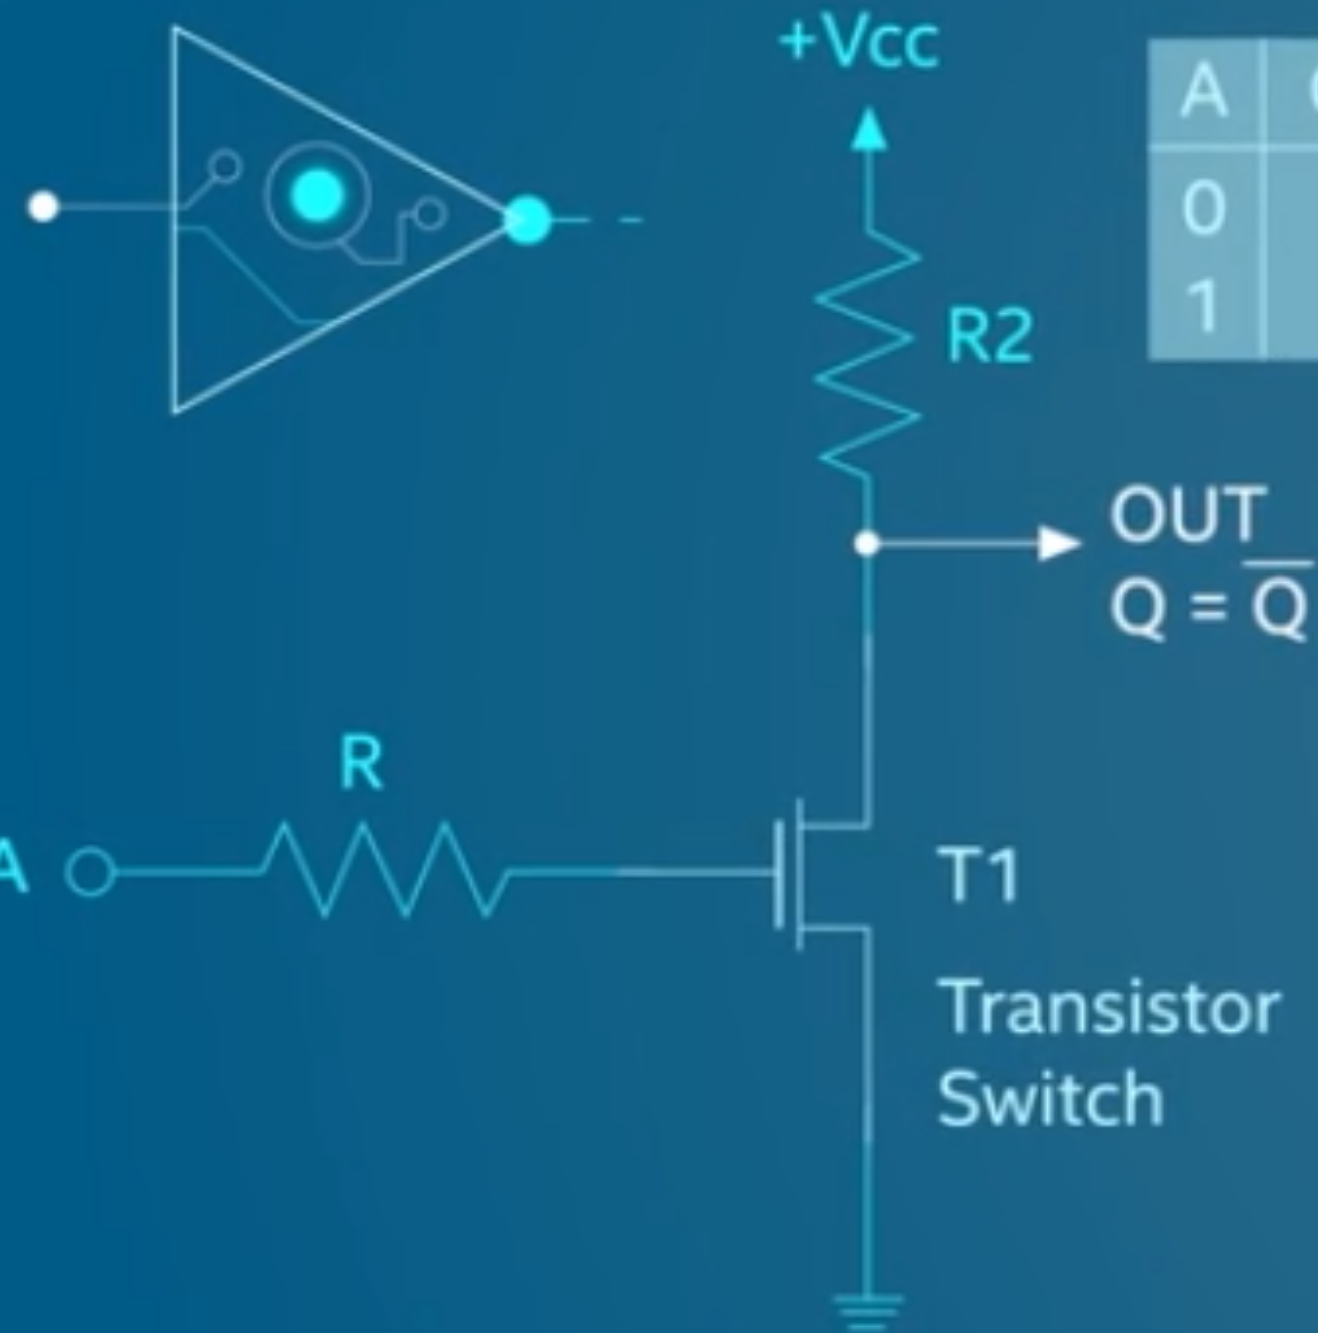 +Vcc
A
0
1
R2
OUT
Q = Q̅
R
A
T1
Transistor
Switch